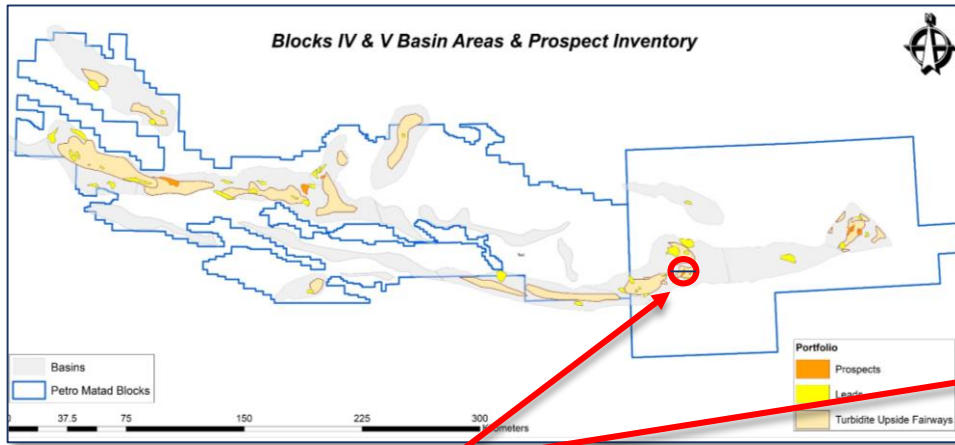 Blocks IV & V Basin Areas & Prospect Inventory
Basins
Petro Matad Blocks
37.5 75 150 225 300
Kilometers
Portfolio
Prospects
Leads
Turbidite Upside Fairways